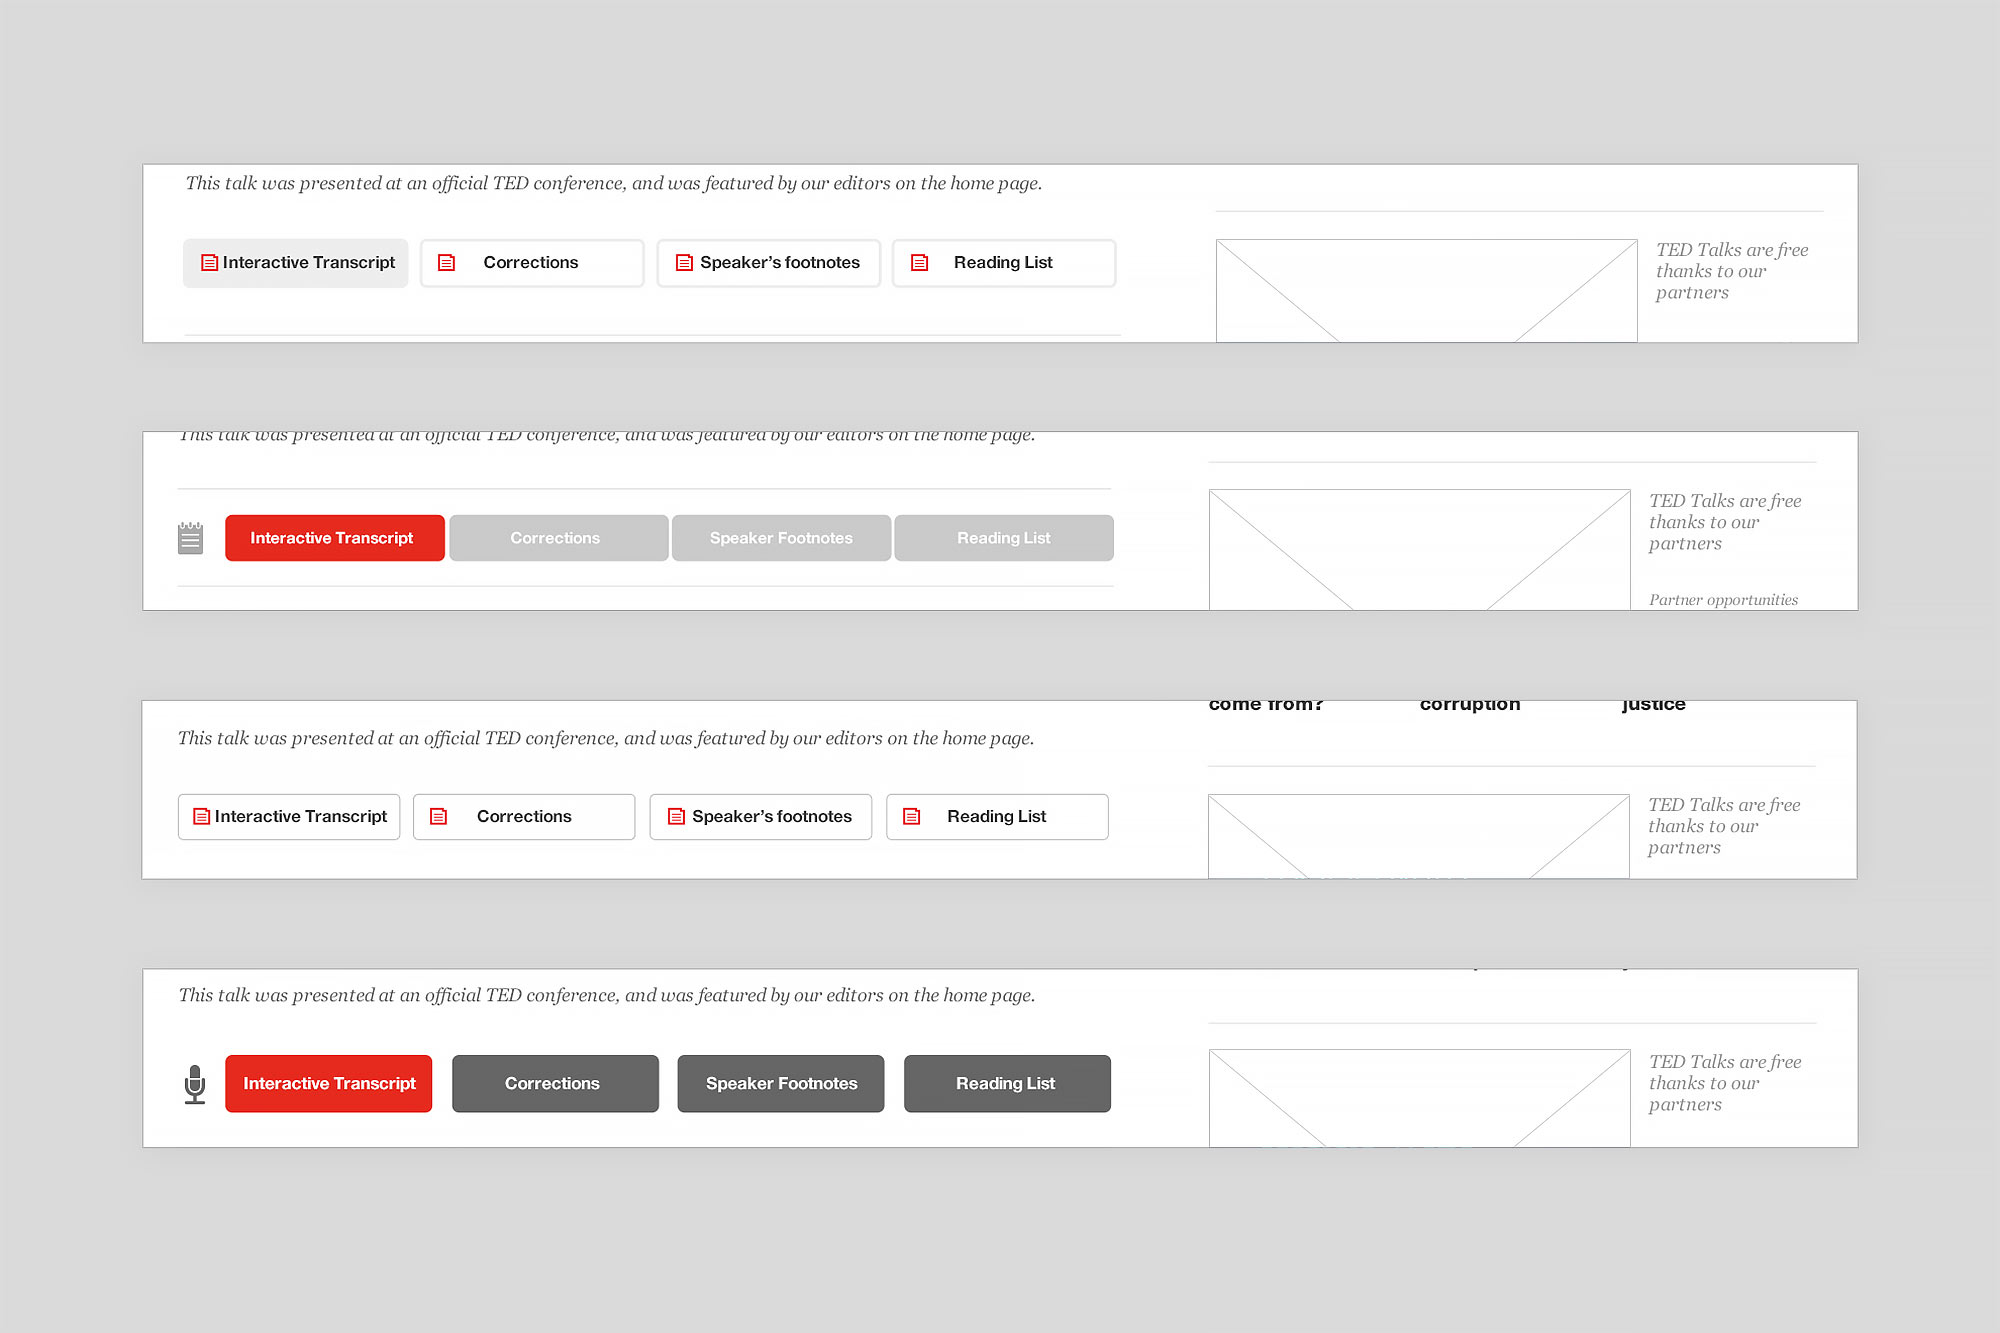 This talk was presented at an official TED conference, and was featured by our editors on the home page.
Interactive Transcript
Corrections
Speaker’s footnotes
Reading List
TED Talks are free
thanks to our
partners
This talk was presented at an official TED conference, and was featured by our editors on the home page.
Interactive Transcript
Corrections
Speaker Footnotes
Reading List
TED Talks are free
thanks to our
partners
Partner opportunities
come from?
corruption
justice
This talk was presented at an official TED conference, and was featured by our editors on the home page.
Interactive Transcript
Corrections
Speaker’s footnotes
Reading List
TED Talks are free
thanks to our
partners
This talk was presented at an official TED conference, and was featured by our editors on the home page.
Interactive Transcript
Corrections
Speaker Footnotes
Reading List
TED Talks are free
thanks to our
partners